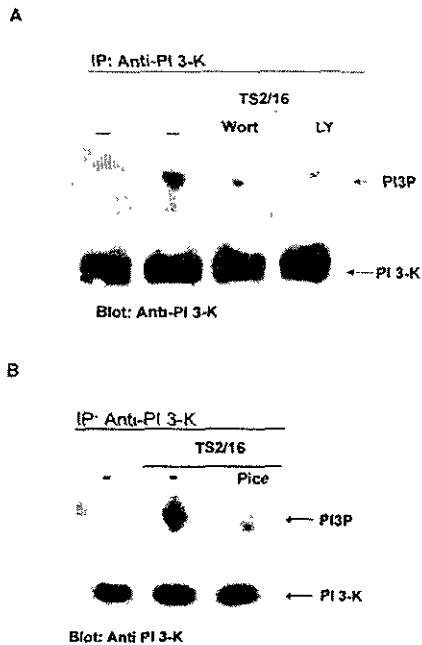 A
IP: Anti-PI 3-K
TS2/16
– – Wort LY
PI3P
PI 3-K
Blot: Anti-PI 3-K
B
IP: Anti-PI 3-K
TS2/16
- - Pice
PI3P
PI 3-K
Blot: Anti PI 3-K